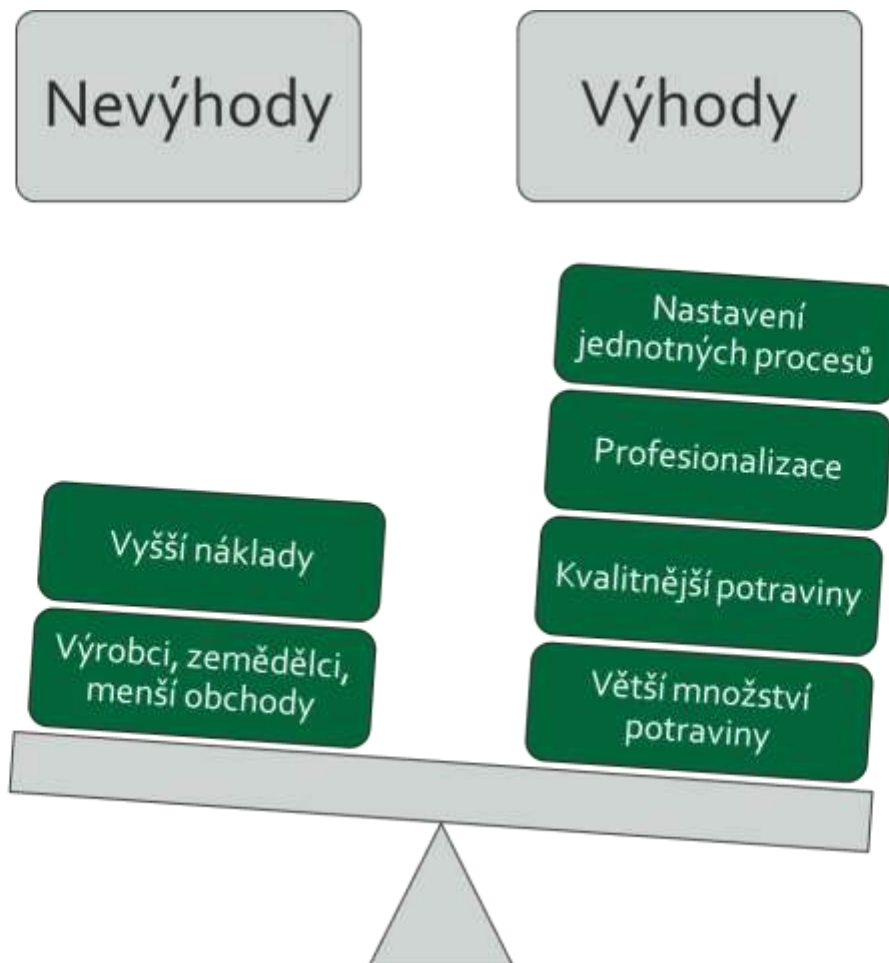 Nevýhody
Výhody
Nastavení
jednotných procesů
Profesionalizace
Kvalitnější potraviny
Větší množství
potraviny
Vyšší náklady
Výrobci, zemědělci,
menší obchody